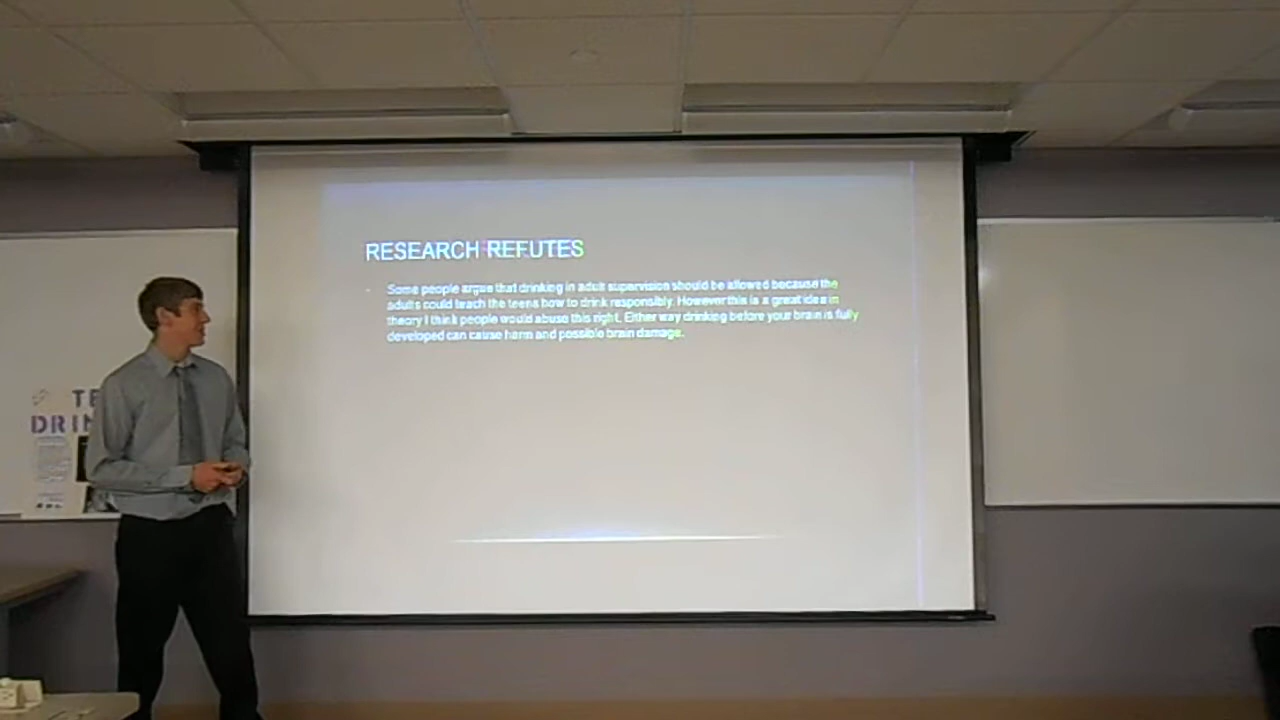 RESEARCH REFUTES
Some people argue that drinking in adult supervision should be allowed because the
adults could teach the teens how to drink responsibly. However this is a great idea in
theory I think people would abuse this right. Either way drinking before your brain is fully
developed can cause harm and possible brain damage.
TE
DRIN